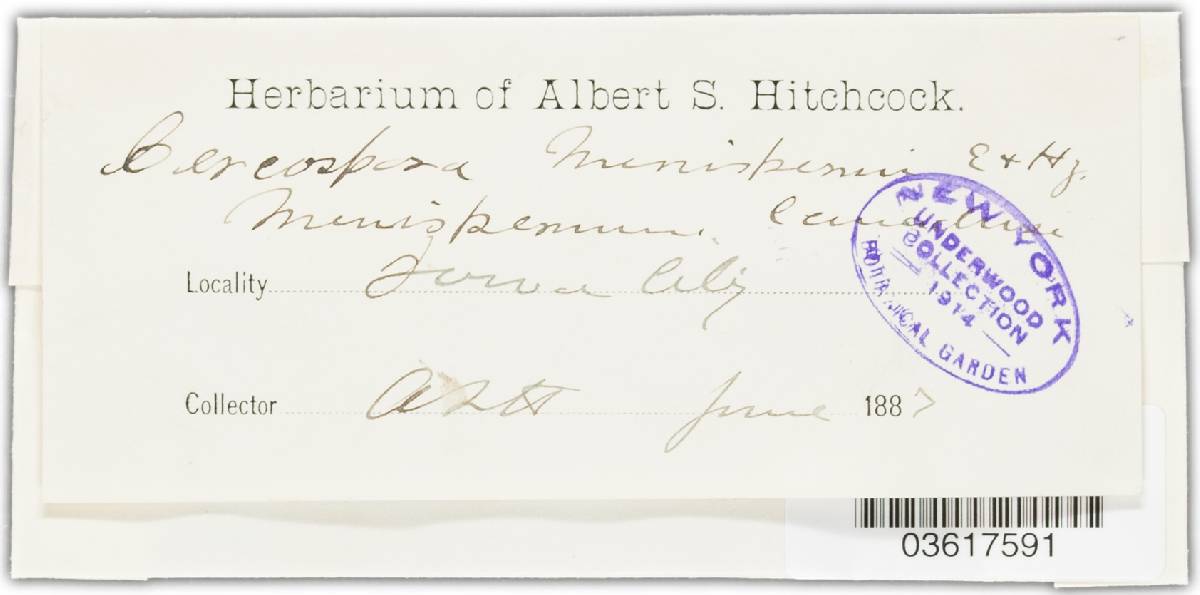 Herbarium of Albert S. Hitchcock.
Cercospora Menispermi E & Hy.
Menispermum. Canadense
Locality Iowa City
Collector ASH June 1887
NEW YORK
UNDERWOOD
COLLECTION
1914
BOTANICAL GARDEN
03617591